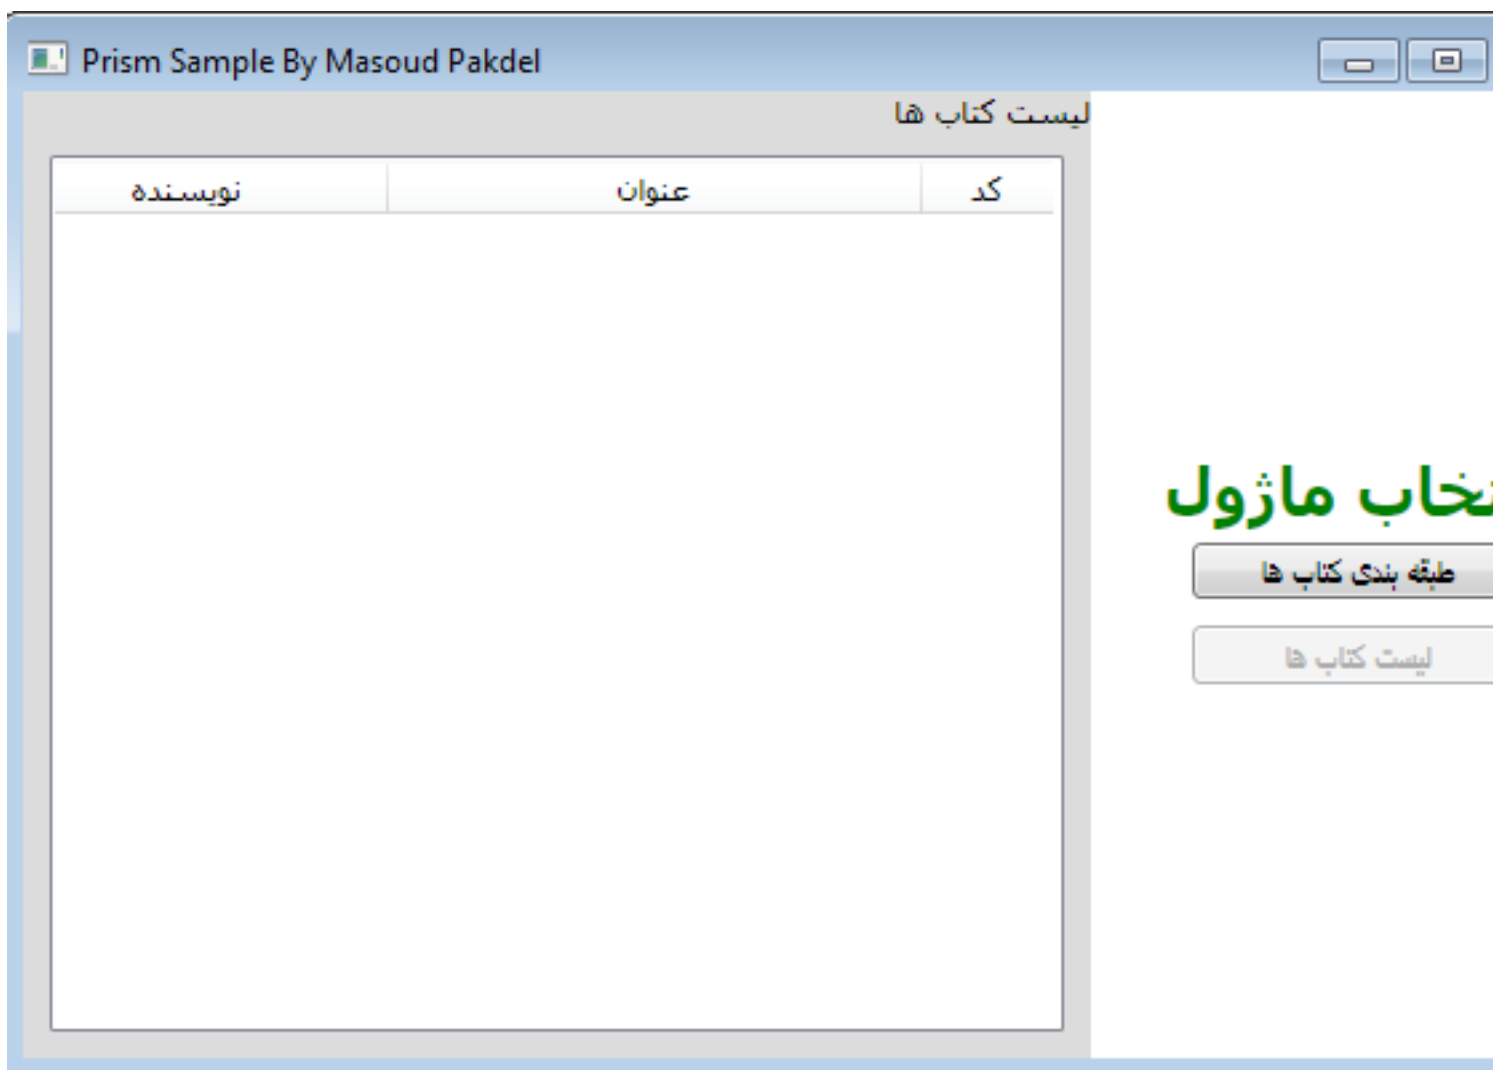 Prism Sample By Masoud Pakdel
لیست کتاب ها
کد عنوان نویسنده
ماژول
طبقه بندی کتاب ها
لیست کتاب ها